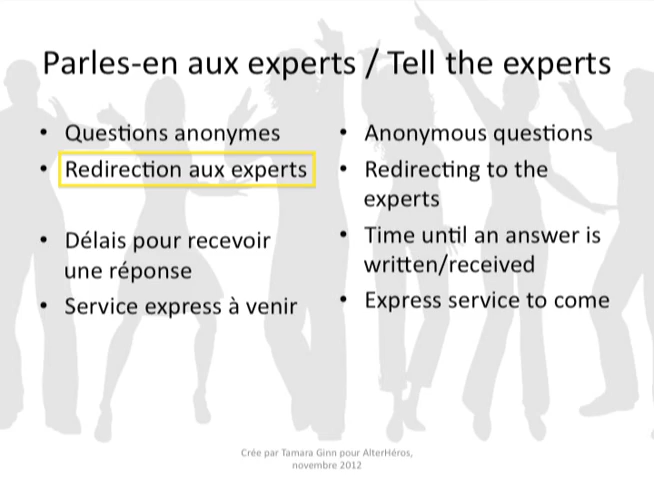 Parles-en aux experts / Tell the experts
• Questions anonymes
• Redirection aux experts
• Délais pour recevoir
une réponse
• Service express à venir
• Anonymous questions
• Redirecting to the
experts
• Time until an answer is
written/received
• Express service to come
Crée par Tamara Ginn pour AlterHéros,
novembre 2012